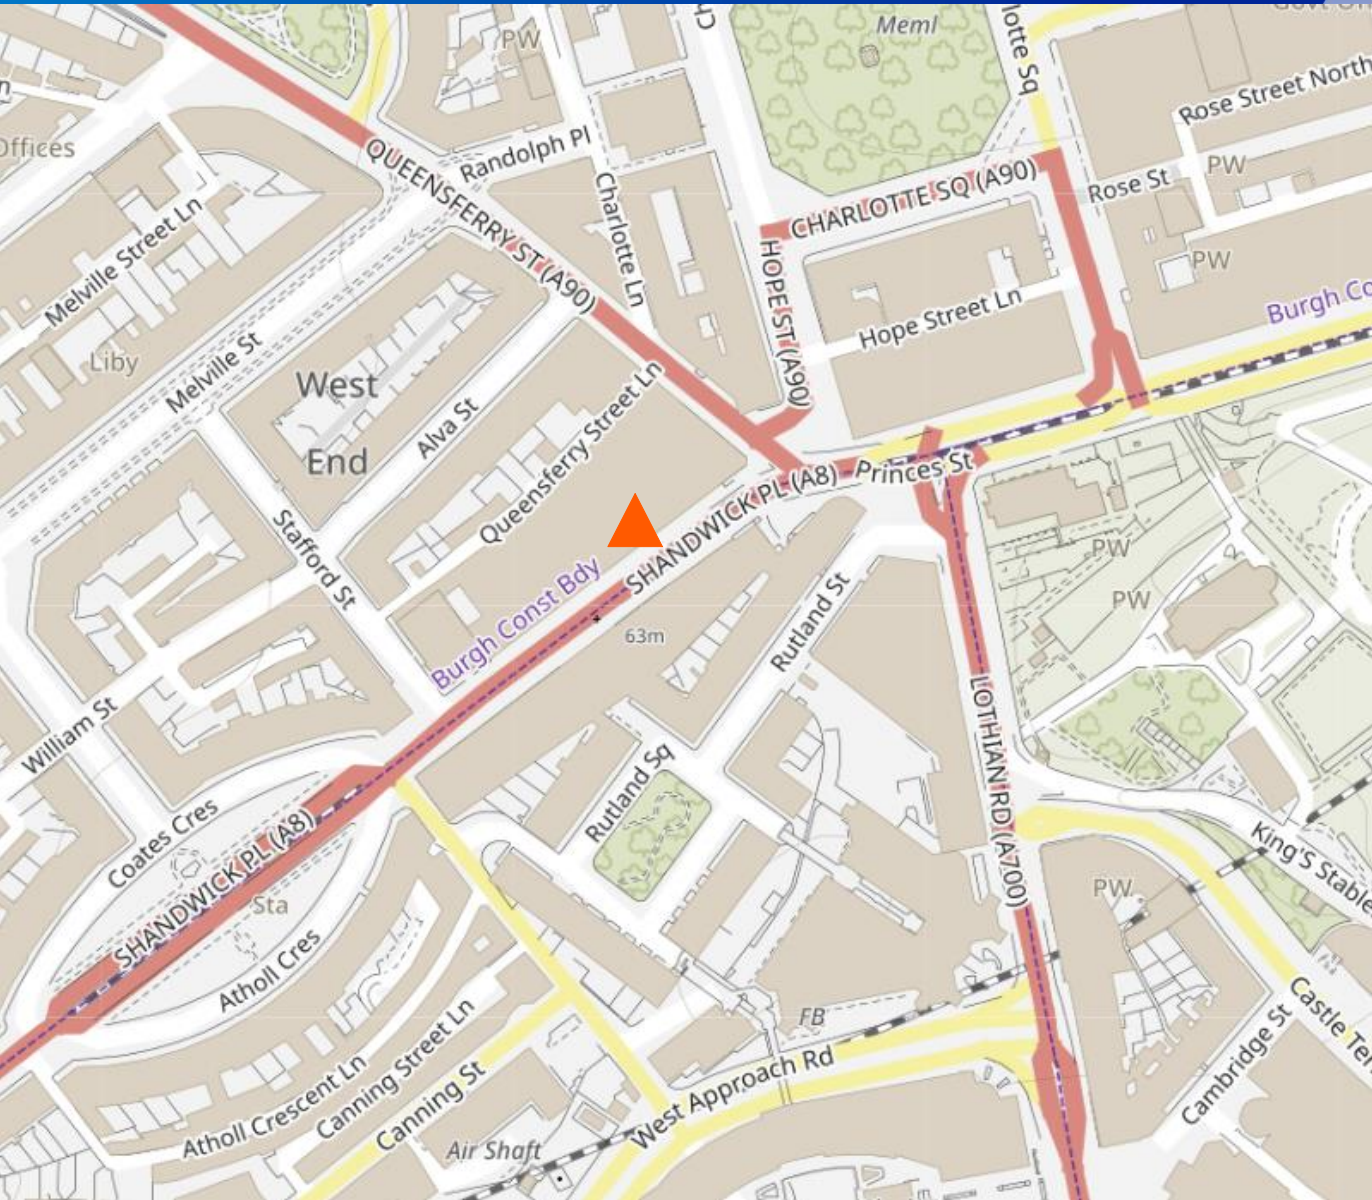 Meml
PW
Rose Street North
Offices
Randolph Pl
QUEENSFERRY ST (A90)
Charlotte Ln
CHARLOTTE SQ (A90)
Rose St
PW
Melville Street Ln
HOPE ST (A90)
Hope Street Ln
PW
Liby
Melville St
West
End
Alva St
Queensferry Street Ln
SHANDWICK PL (A8)
Princes St
Stafford St
Burgh Const Bdy
63m
Rutland St
PW
PW
William St
Coates Cres
SHANDWICK PL (A8)
Sta
Atholl Cres
Rutland Sq
LOTHIAN RD (A700)
PW
FB
West Approach Rd
Canning Street Ln
Atholl Crescent Ln
Canning St
Air Shaft
Cambridge St
King'S Stable
Castle Ter